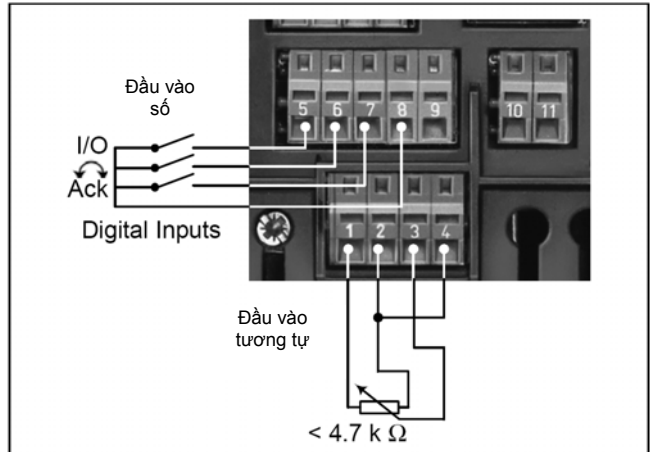 Đầu vào
số
5 6 7 8 9
10 11
I/O
Ack
Digital Inputs
1 2 3 4
Đầu vào
tương tự
< 4.7 k Ω